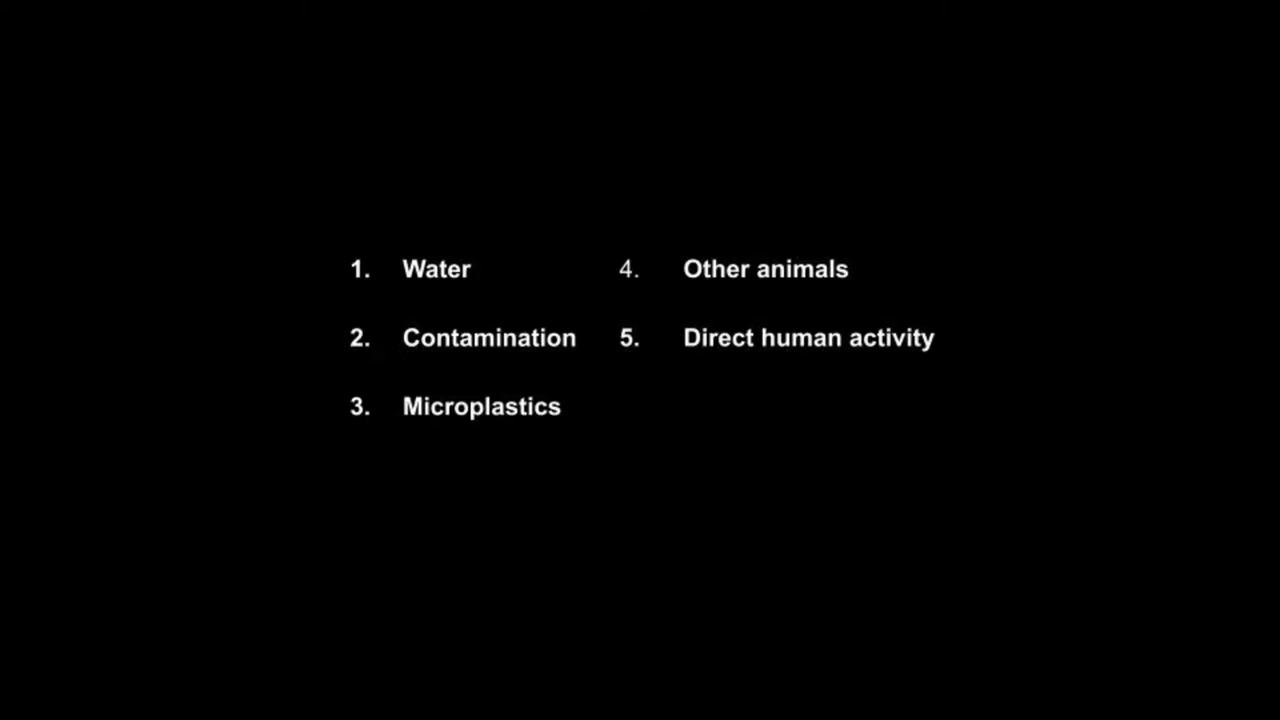 1. Water
2. Contamination
3. Microplastics
4. Other animals
5. Direct human activity